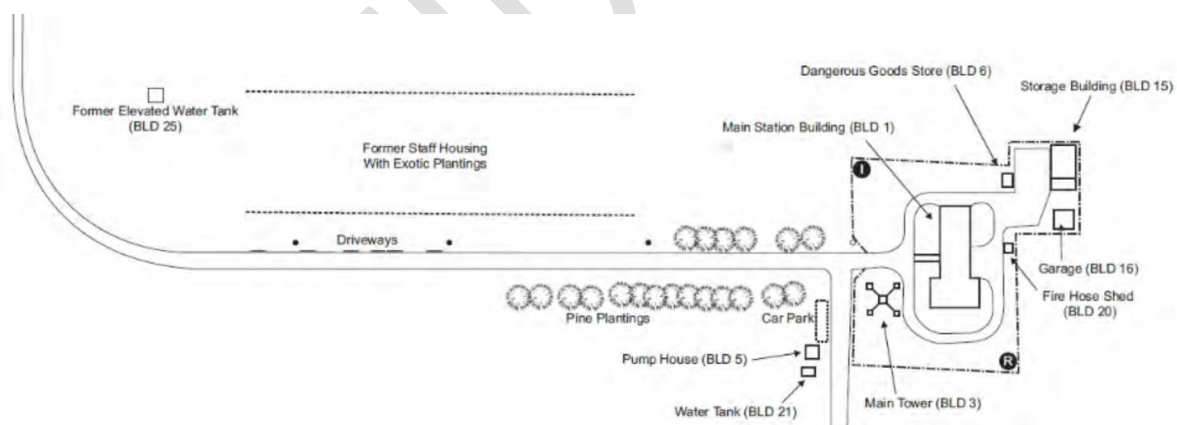 Dangerous Goods Store (BLD 6)
Storage Building (BLD 15)
Former Elevated Water Tank
(BLD 25)
Main Station Building (BLD 1)
Former Staff Housing
With Exotic Plantings
I
Driveways
Garage (BLD 16)
Fire Hose Shed
(BLD 20)
Pine Plantings
Car Park
Pump House (BLD 5)
R
Water Tank (BLD 21)
Main Tower (BLD 3)